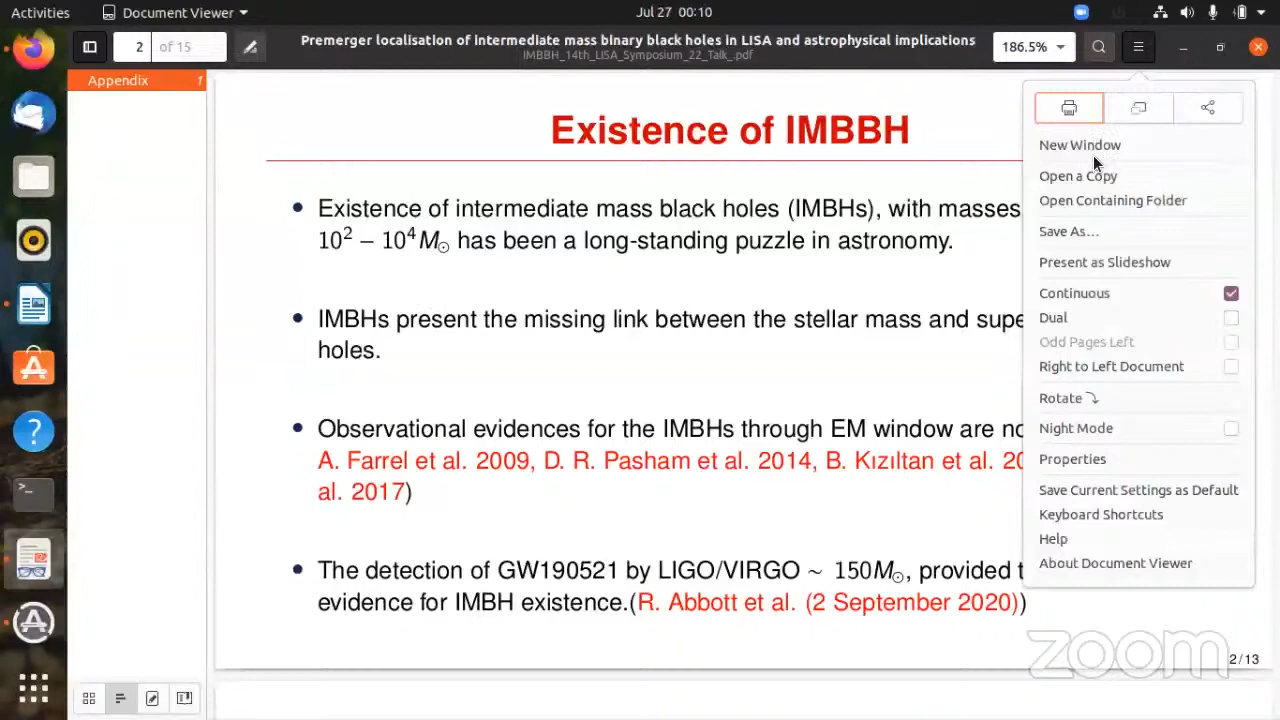 Activities
Document Viewer
Jul 27 00:10
2 of 15
Premerger localisation of intermediate mass binary black holes in LISA and astrophysical implications
IMBBH_14th_LISA_Symposium_22_Talk_.pdf
186.5%
Appendix 1
Existence of IMBBH
Existence of intermediate mass black holes (IMBHs), with masses
10² − 10⁴M⊙ has been a long-standing puzzle in astronomy.
IMBHs present the missing link between the stellar mass and supe
holes.
Observational evidences for the IMBHs through EM window are no
A. Farrel et al. 2009, D. R. Pasham et al. 2014, B. Kızıltan et al. 20
al. 2017)
The detection of GW190521 by LIGO/VIRGO ∼ 150M⊙, provided t
evidence for IMBH existence.(R. Abbott et al. (2 September 2020))
2/13
New Window
Open a Copy
Open Containing Folder
Save As…
Present as Slideshow
Continuous
Dual
Odd Pages Left
Right to Left Document
Rotate
Night Mode
Properties
Save Current Settings as Default
Keyboard Shortcuts
Help
About Document Viewer
zoom